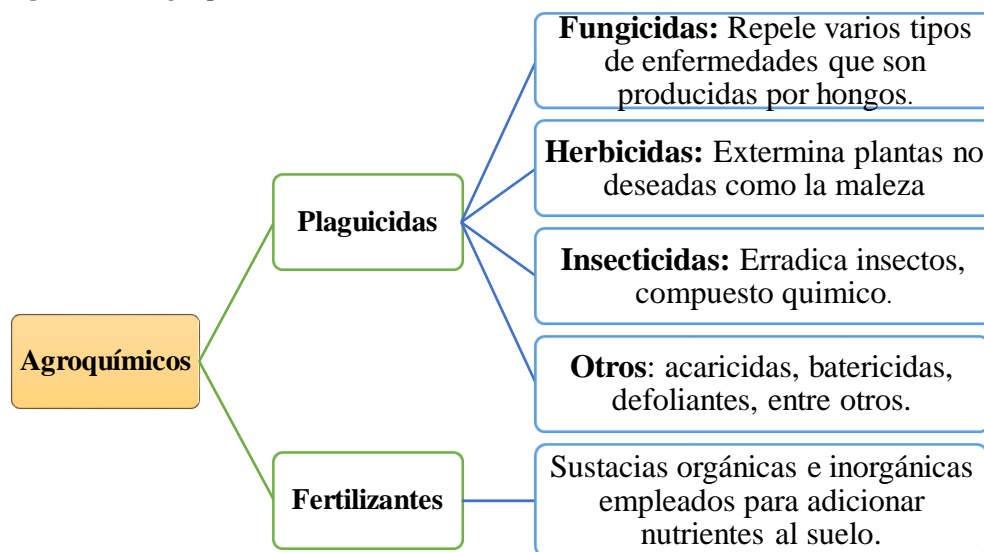 Fungicidas: Repele varios tipos
de enfermedades que son
producidas por hongos.
Herbicidas: Extermina plantas no
deseadas como la maleza
Plaguicidas
Insecticidas: Erradica insectos,
compuesto quimico.
Agroquímicos
Otros: acaricidas, batericidas,
defoliantes, entre otros.
Fertilizantes
Sustacias orgánicas e inorgánicas
empleados para adicionar
nutrientes al suelo.